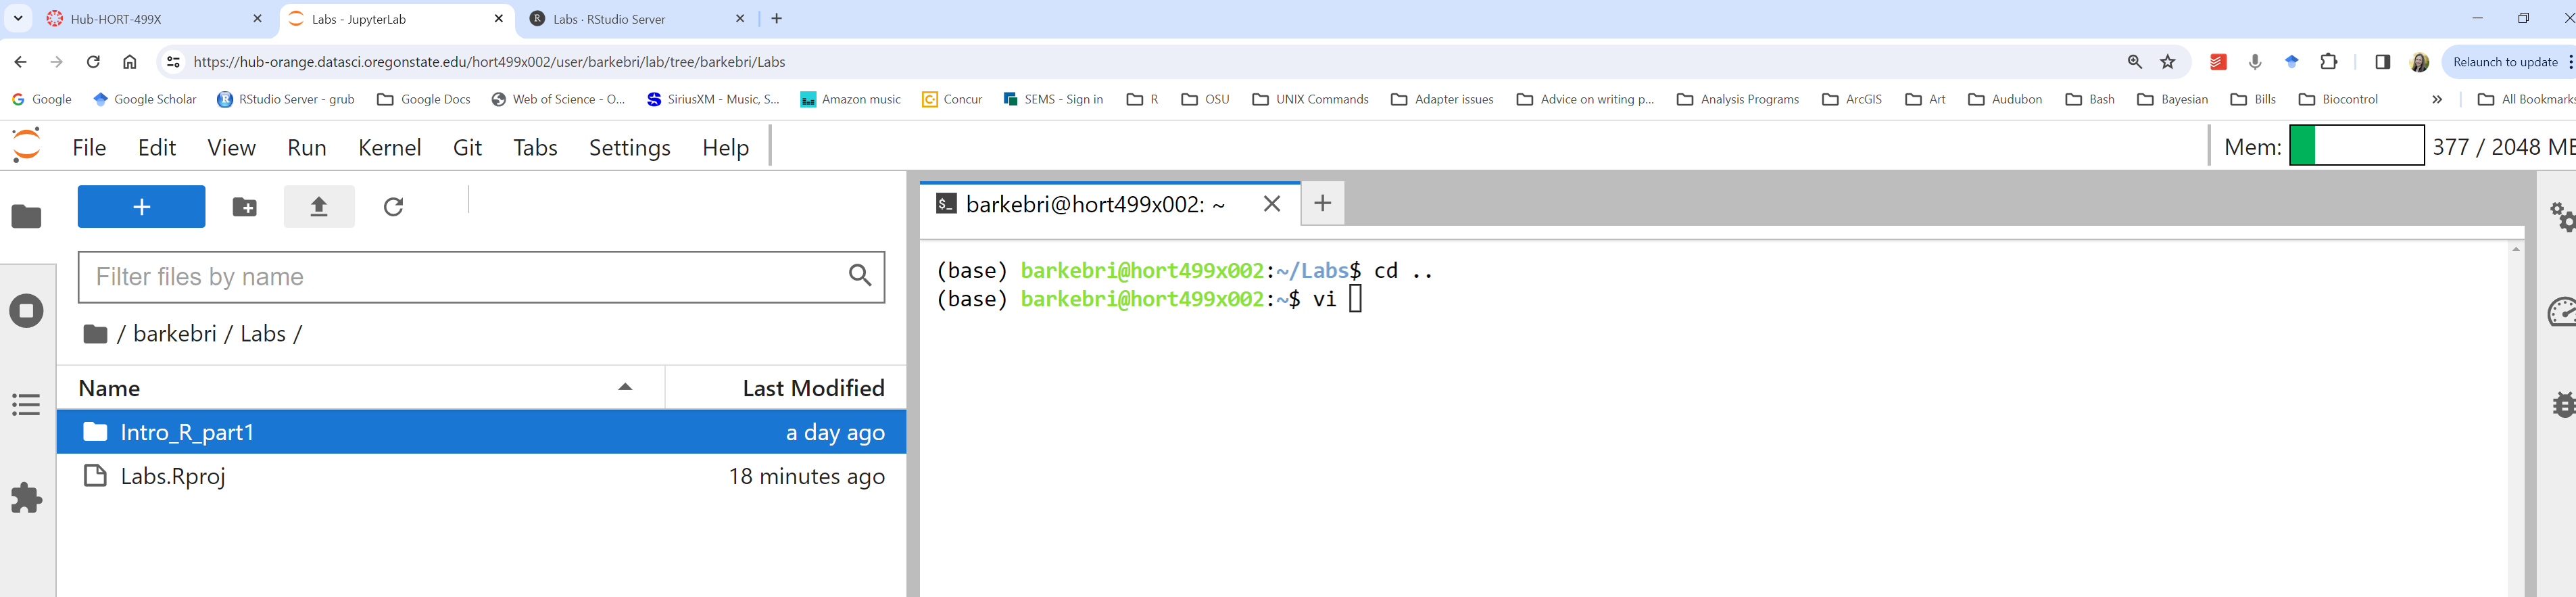 Hub-HORT-499X
Labs - JupyterLab
Labs · RStudio Server
https://hub-orange.datasci.oregonstate.edu/hort499x002/user/barkebri/lab/tree/barkebri/Labs
Relaunch to update
Google
Google Scholar
RStudio Server - grub
Google Docs
Web of Science - O...
SiriusXM - Music, S...
Amazon music
Concur
SEMS - Sign in
R
OSU
UNIX Commands
Adapter issues
Advice on writing p...
Analysis Programs
ArcGIS
Art
Audubon
Bash
Bayesian
Bills
Biocontrol
»
All Bookmarks
File Edit View Run Kernel Git Tabs Settings Help
Mem: 377 / 2048 ME
Filter files by name
/ barkebri / Labs /
Name Last Modified
Intro_R_part1 a day ago
Labs.Rproj 18 minutes ago
barkebri@hort499x002: ~
(base) barkebri@hort499x002:~/Labs$ cd ..
(base) barkebri@hort499x002:~$ vi